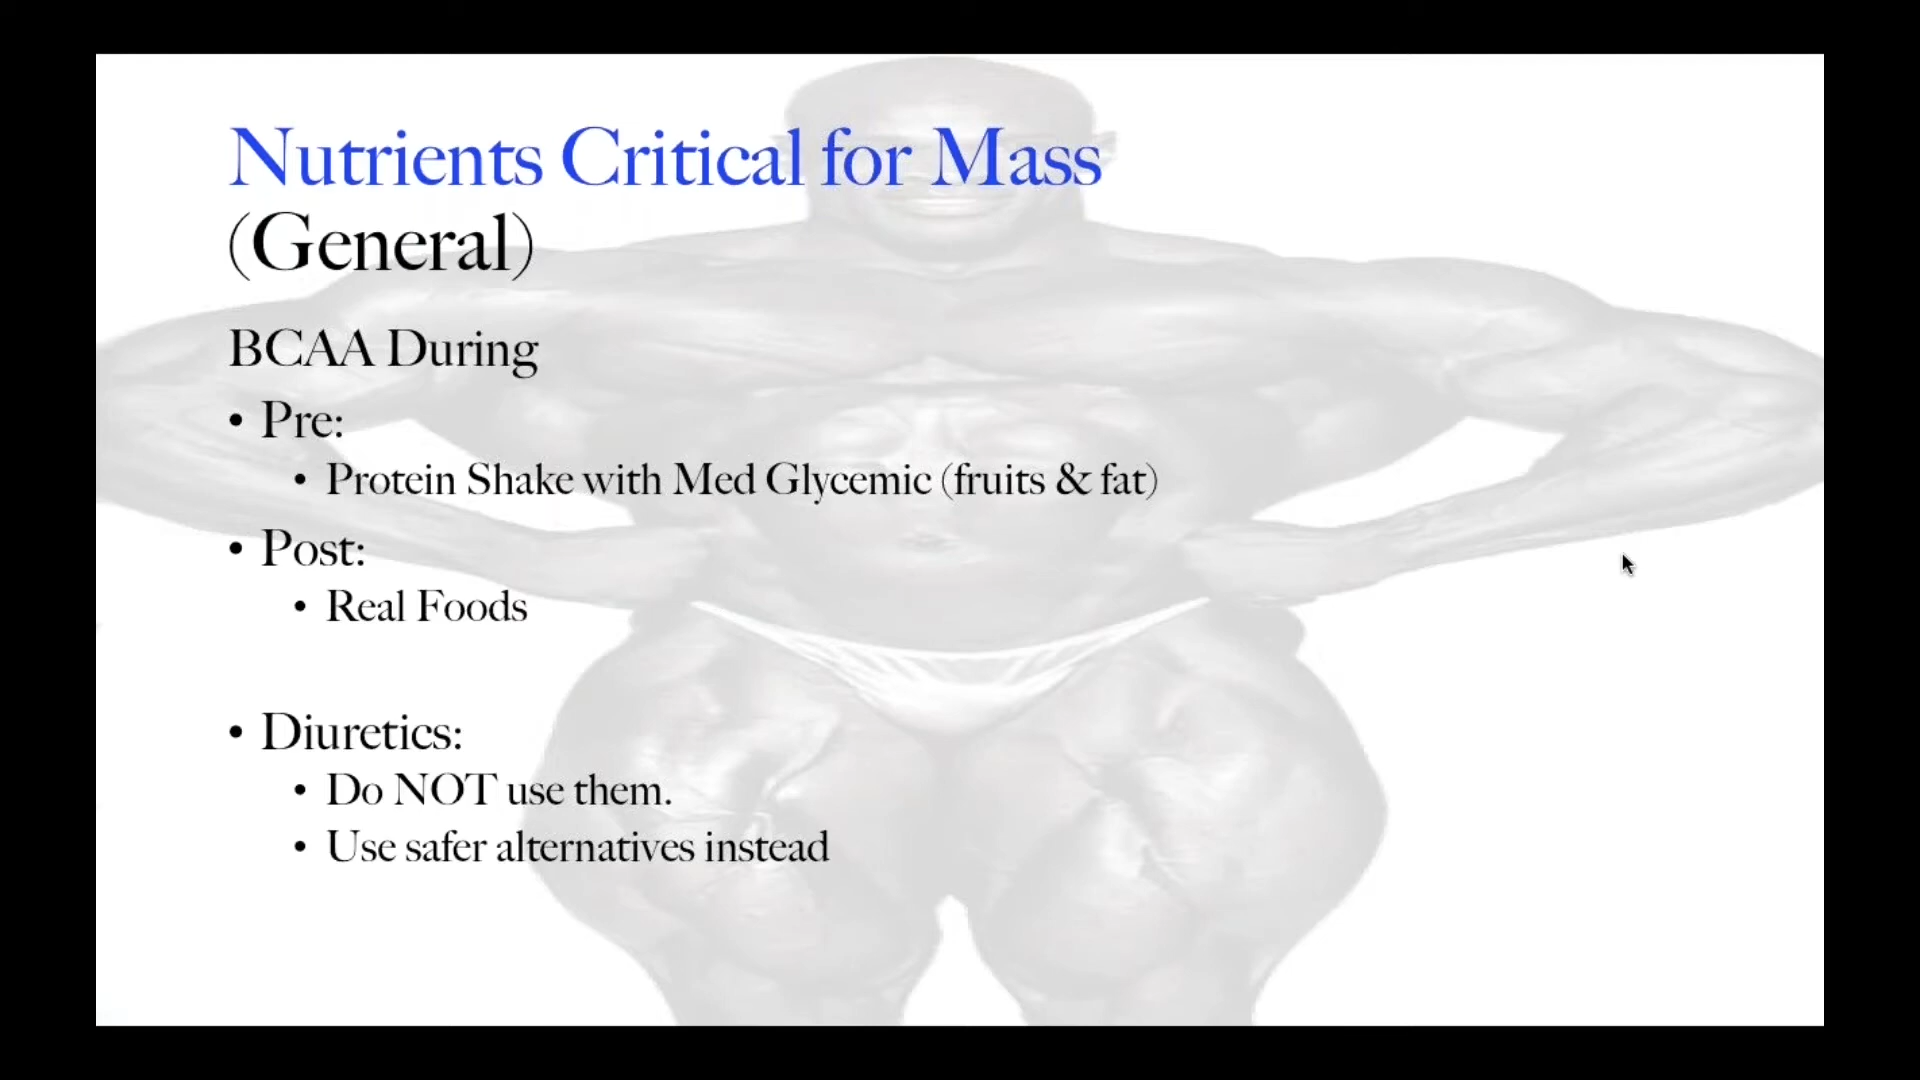 Nutrients Critical for Mass
(General)
BCAA During
• Pre:
• Protein Shake with Med Glycemic (fruits & fat)
• Post:
• Real Foods
• Diuretics:
• Do NOT use them.
• Use safer alternatives instead